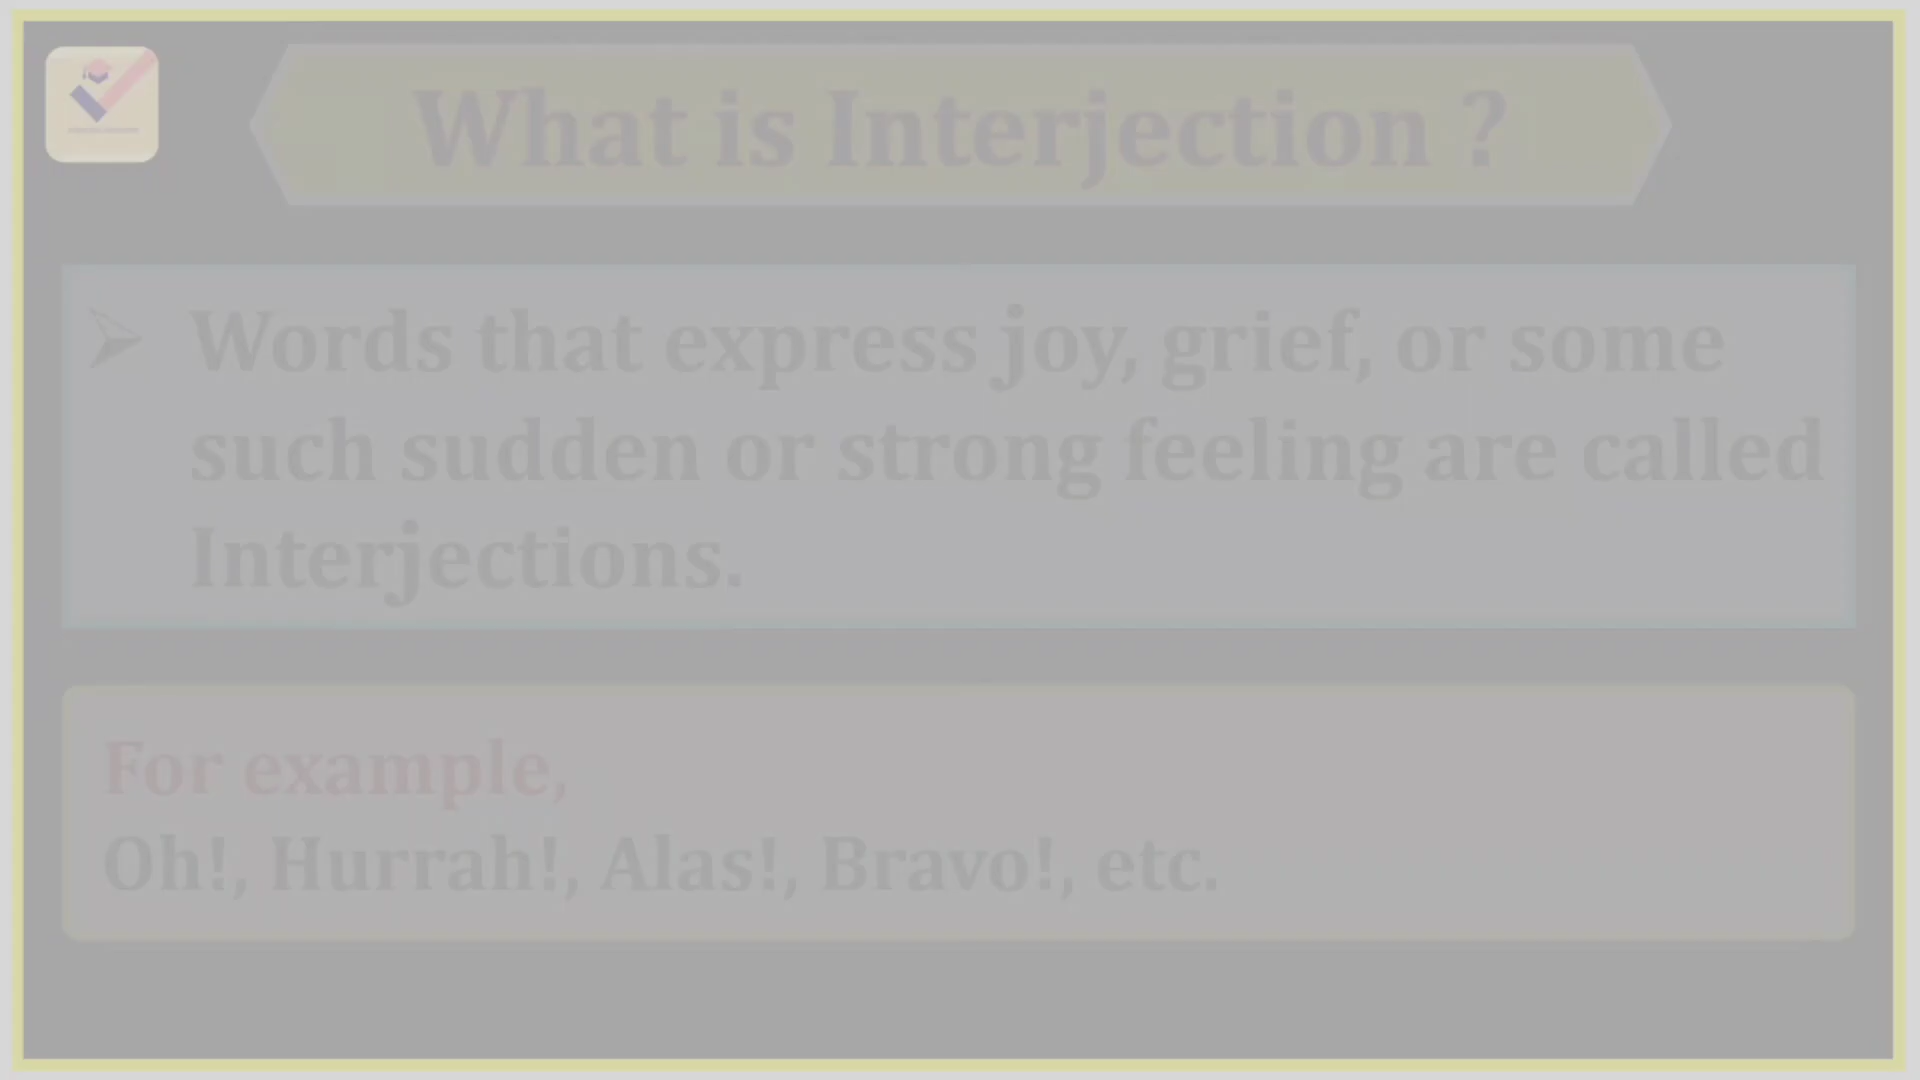 What is Interjection ?
➢ Words that express joy, grief, or some
such sudden or strong feeling are called
Interjections.
For example,
Oh!, Hurrah!, Alas!, Bravo!, etc.